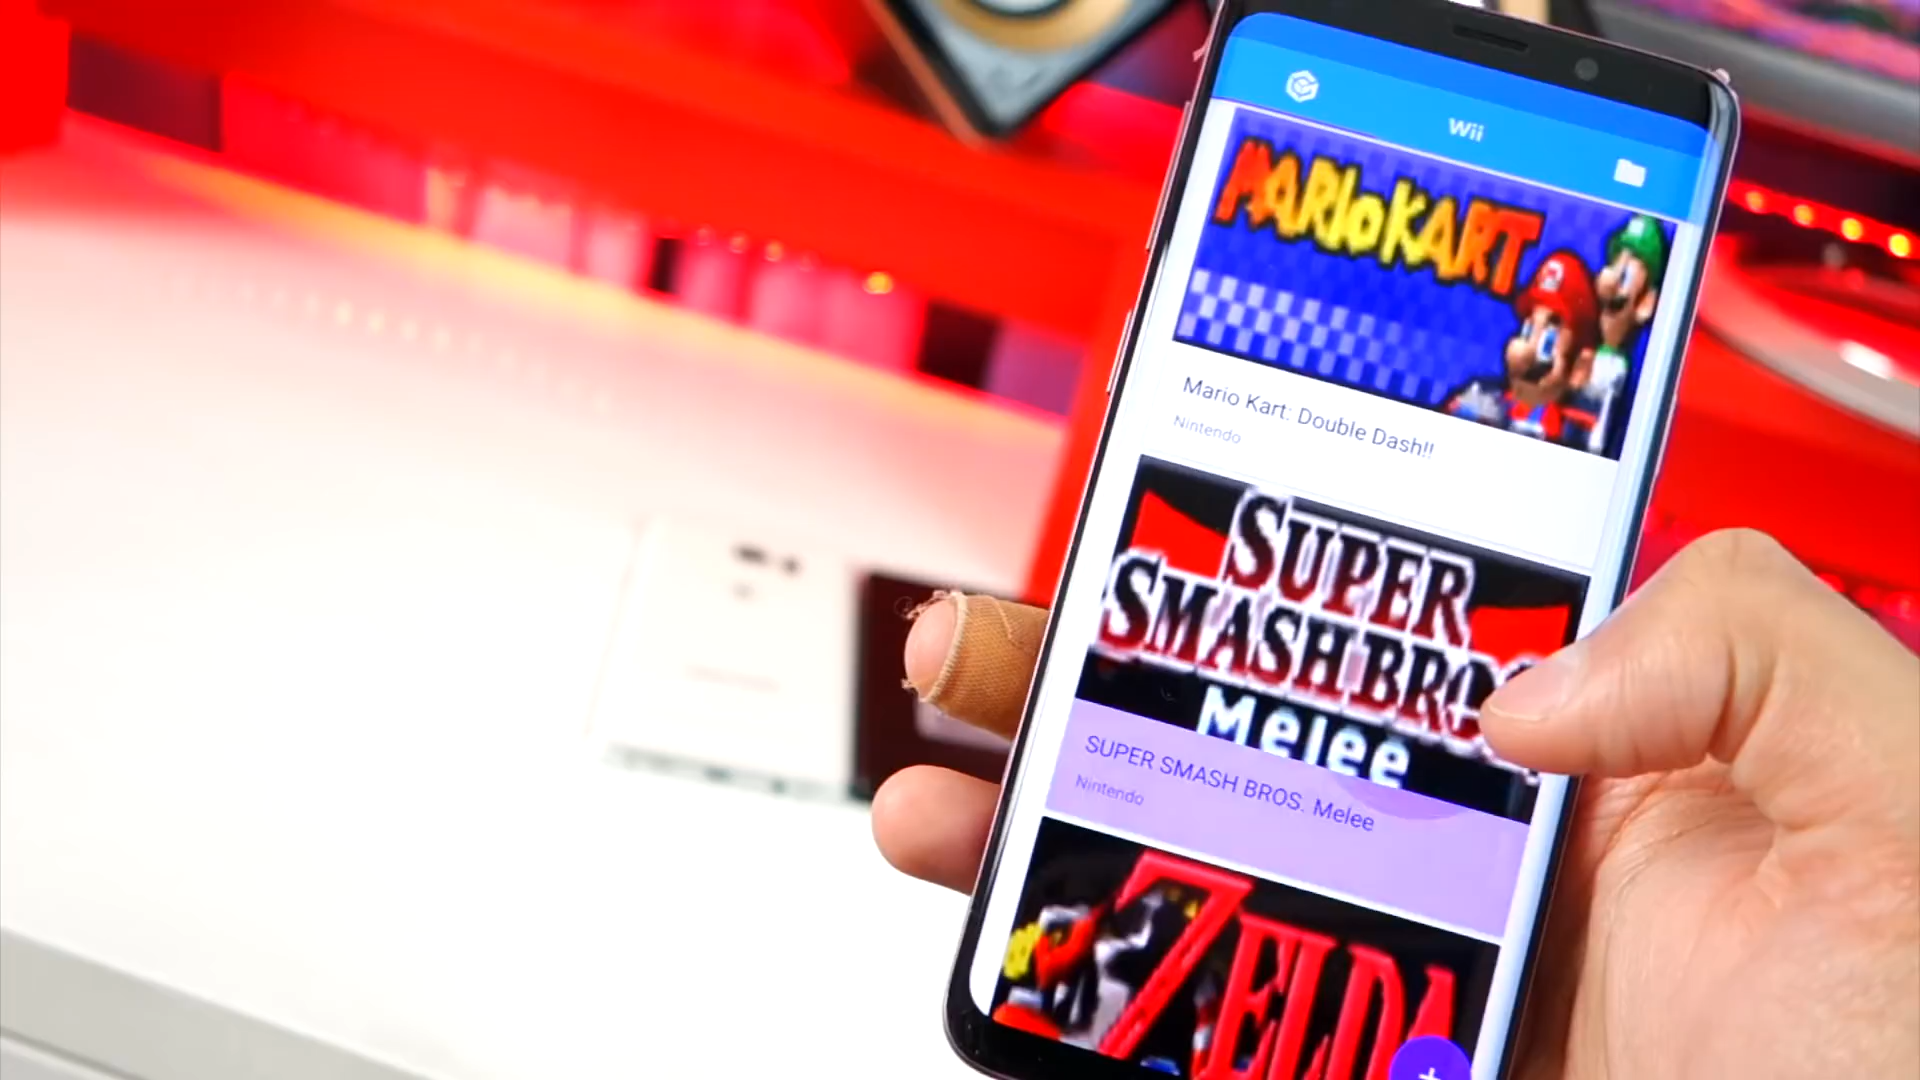 Wii
MARIOKART
Mario Kart: Double Dash!!
Nintendo
SUPER
SMASH BROS
Melee
SUPER SMASH BROS. Melee
Nintendo
ZELDA